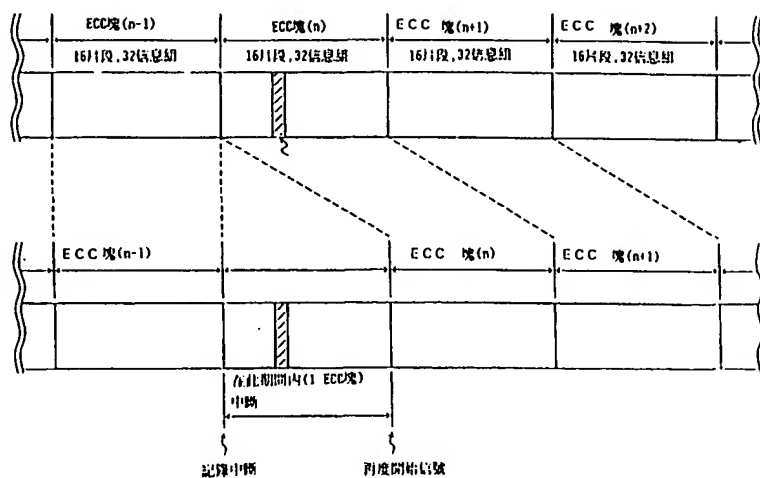 ECC塊(n-1)
ECC塊(n)
ECC 塊(n+1)
ECC 塊(n+2)
16片段,32信息組
16片段,32信息組
16片段,32信息組
16片段,32信息組
ECC塊(n-1)
ECC 塊(n)
ECC 塊(n+1)
在此期間內(1 ECC塊)
中斷
記錄中斷
再度開始信號